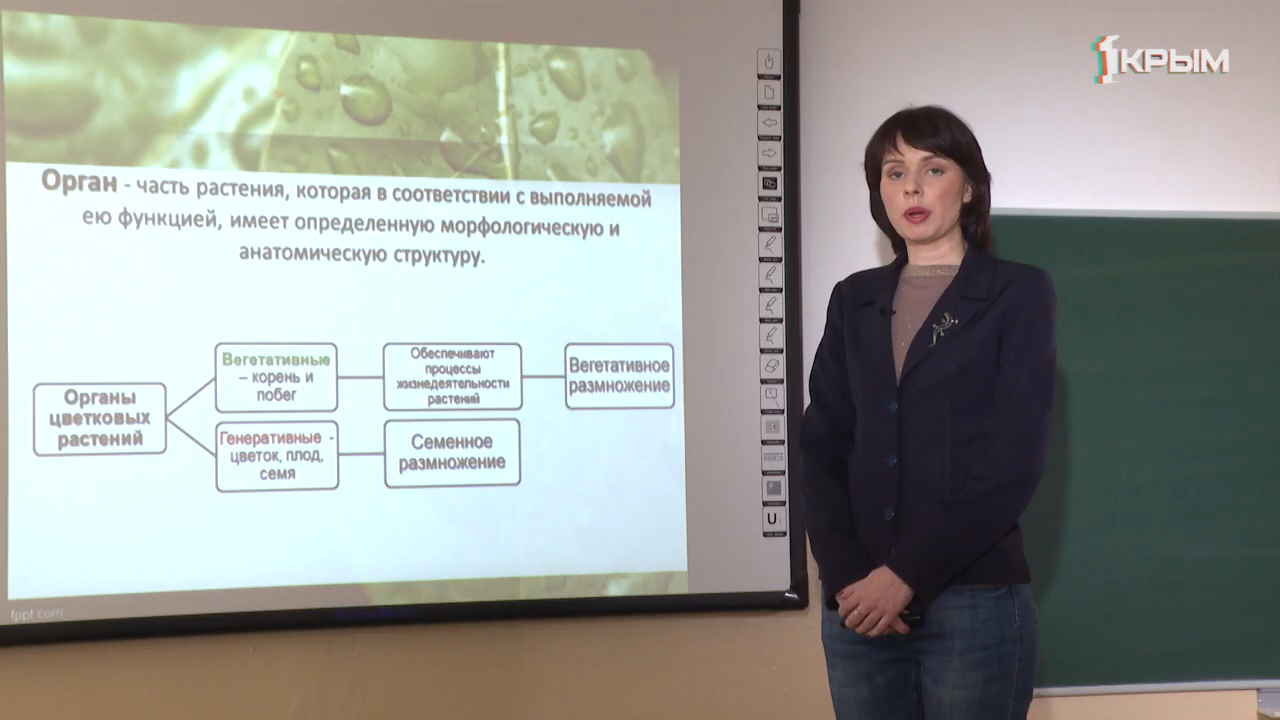 1КРЫМ
Орган - часть растения, которая в соответствии с выполняемой
ею функцией, имеет определенную морфологическую и
анатомическую структуру.
Органы
цветковых
растений
Вегетативные
– корень и
побег
Обеспечивают
процессы
жизнедеятельности
растений
Вегетативное
размножение
Генеративные -
цветок, плод,
семя
Семенное
размножение
fppt.com
U